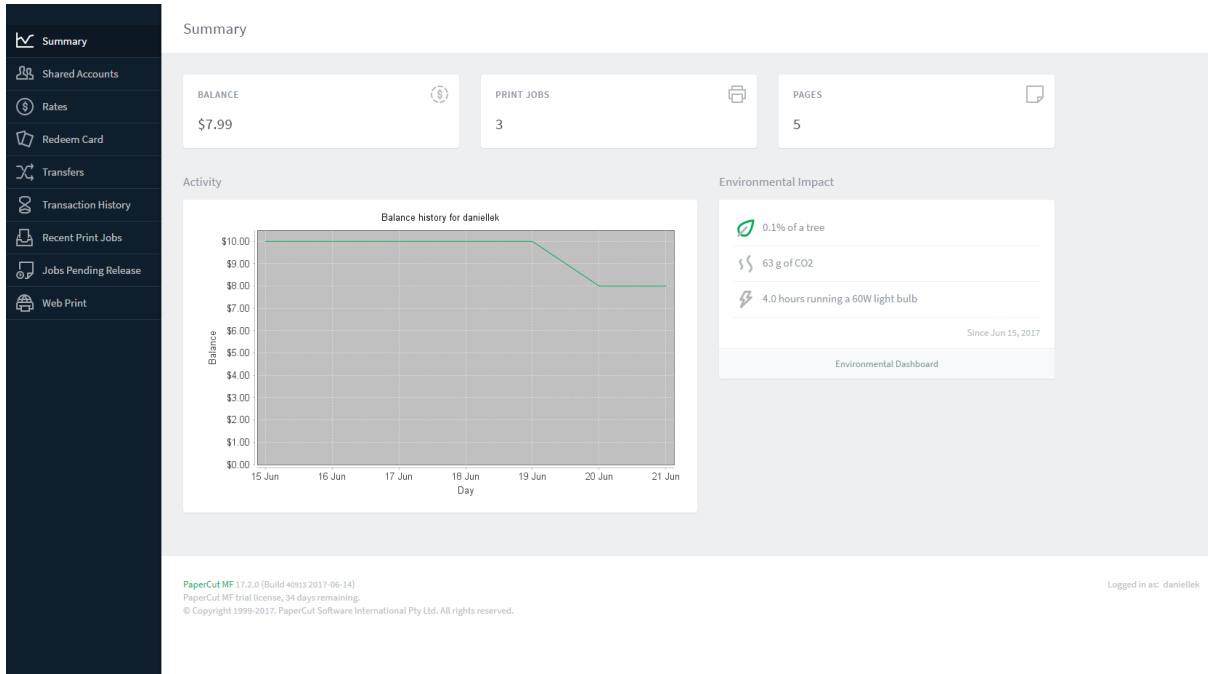 Summary
Shared Accounts
Rates
Redeem Card
Transfers
Transaction History
Recent Print Jobs
Jobs Pending Release
Web Print
Summary
BALANCE
$7.99
PRINT JOBS
3
PAGES
5
Activity
Balance history for daniellek
$10.00
$9.00
$8.00
$7.00
$6.00
$5.00
$4.00
$3.00
$2.00
$1.00
$0.00
Balance
15 Jun 16 Jun 17 Jun 18 Jun 19 Jun 20 Jun 21 Jun
Day
Environmental Impact
0.1% of a tree
63 g of CO2
4.0 hours running a 60W light bulb
Since Jun 15, 2017
Environmental Dashboard
PaperCut MF 17.2.0 (Build 40913 2017-06-14)
PaperCut MF trial license, 34 days remaining.
© Copyright 1999-2017. PaperCut Software International Pty Ltd. All rights reserved.
Logged in as: daniellek